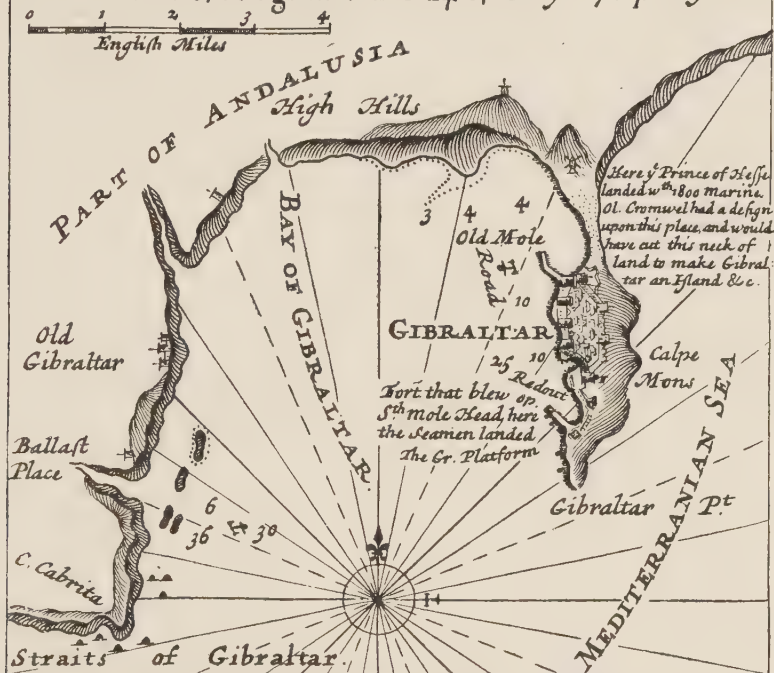 0 1 2 3 4
Engliſh Miles
PART OF ANDALUSIA
High Hills
BAY OF GIBRALTAR.
Here yᵉ Prince of Heſſe
landed wᵗʰ 1800 marine.
Ol. Cromwel had a deſign
upon this place, and would
have cut this neck of
land to make Gibral=
tar an Iſland &c.
3 4 4
Old Mole
Road
10
GIBRALTAR
10
25
Redout
Old
Gibraltar
Calpe
Mons
Fort that blew op.
Sᵗʰ mole Head, here
the Seamen landed
The Gr. Platform
Ballaſt
Place
Gibraltar Pᵗ.
6
36 30
C. Cabrita
MEDITERRANIAN SEA
Straits of Gibraltar.